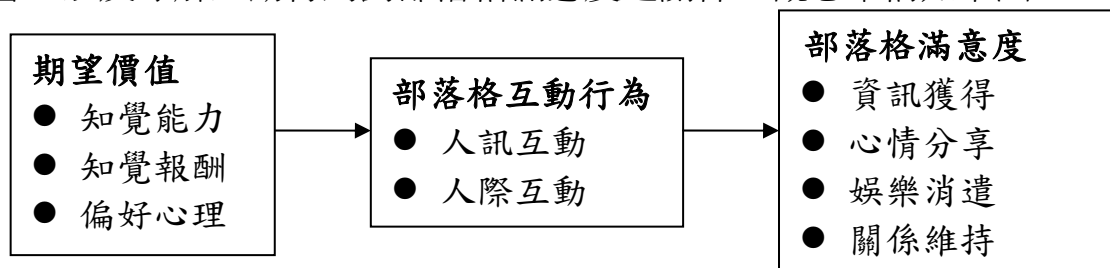 期望價值
● 知覺能力
● 知覺報酬
● 偏好心理
部落格互動行為
● 人訊互動
● 人際互動
部落格滿意度
● 資訊獲得
● 心情分享
● 娛樂消遣
● 關係維持